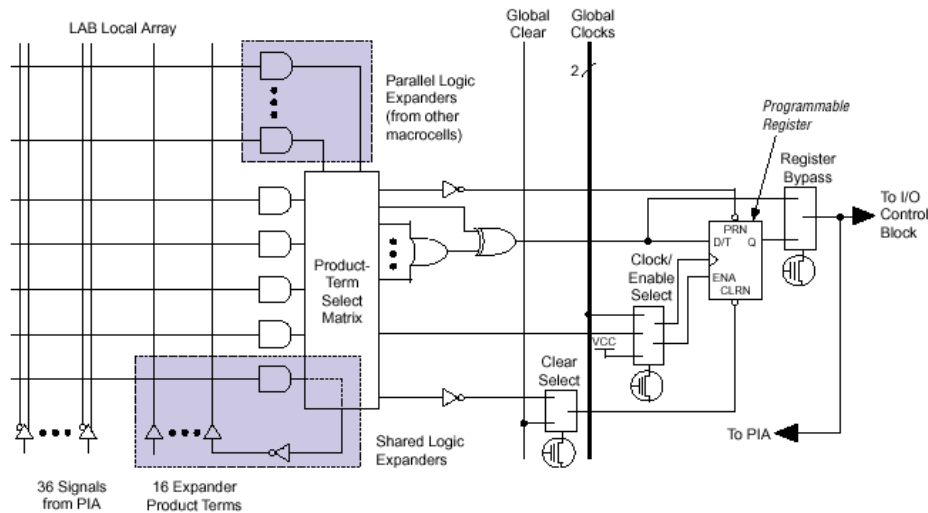 LAB Local Array
Global
Clear
Global
Clocks
2
Parallel Logic
Expanders
(from other
macrocells)
Programmable
Register
Register
Bypass
To I/O
Control
Block
PRN
D/T
Q
ENA
CLRN
Clock/
Enable
Select
Product-
Term
Select
Matrix
VCC
Clear
Select
To PIA
Shared Logic
Expanders
36 Signals
from PIA
16 Expander
Product Terms